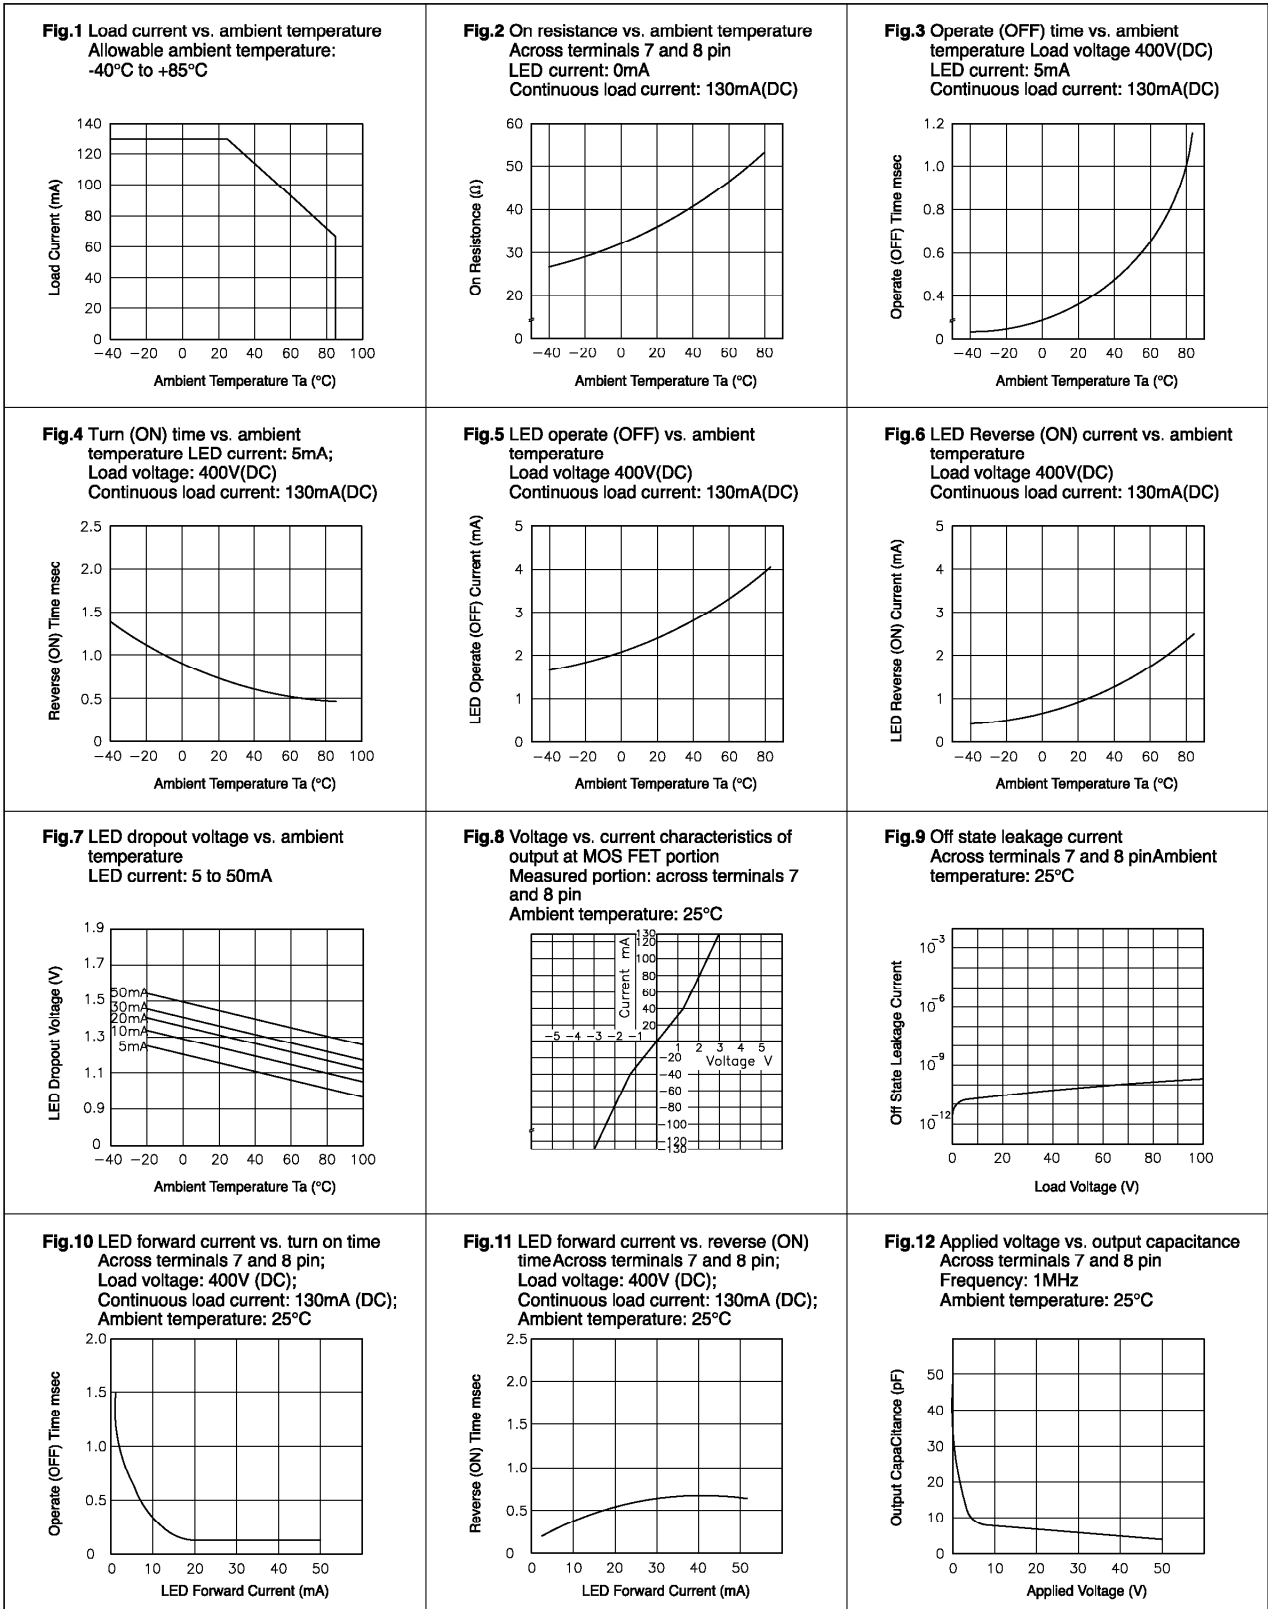 Fig.1 Load current vs. ambient temperature
Allowable ambient temperature:
-40°C to +85°C
140
120
100
80
60
40
20
0
Load Current (mA)
−40 −20 0 20 40 60 80 100
Ambient Temperature Ta (°C)
Fig.2 On resistance vs. ambient temperature
Across terminals 7 and 8 pin
LED current: 0mA
Continuous load current: 130mA(DC)
60
50
40
30
20
0
On Resistonce (Ω)
−40 −20 0 20 40 60 80
Ambient Temperature Ta (°C)
Fig.3 Operate (OFF) time vs. ambient
temperature Load voltage 400V(DC)
LED current: 5mA
Continuous load current: 130mA(DC)
1.2
1.0
0.8
0.6
0.4
0
Operate (OFF) Time msec
−40 −20 0 20 40 60 80
Ambient Temperature Ta (°C)
Fig.4 Turn (ON) time vs. ambient
temperature LED current: 5mA;
Load voltage: 400V(DC)
Continuous load current: 130mA(DC)
2.5
2.0
1.5
1.0
0.5
0
Reverse (ON) Time msec
−40 −20 0 20 40 60 80 100
Ambient Temperature Ta (°C)
Fig.5 LED operate (OFF) vs. ambient
temperature
Load voltage 400V(DC)
Continuous load current: 130mA(DC)
5
4
3
2
1
0
LED Operate (OFF) Current (mA)
−40 −20 0 20 40 60 80
Ambient Temperature Ta (°C)
Fig.6 LED Reverse (ON) current vs. ambient
temperature
Load voltage 400V(DC)
Continuous load current: 130mA(DC)
5
4
3
2
1
0
LED Reverse (ON) Current (mA)
−40 −20 0 20 40 60 80
Ambient Temperature Ta (°C)
Fig.7 LED dropout voltage vs. ambient
temperature
LED current: 5 to 50mA
1.9
1.7
1.5
1.3
1.1
0.9
0
LED Dropout Voltage (V)
50mA
30mA
20mA
10mA
5mA
−40 −20 0 20 40 60 80 100
Ambient Temperature Ta (°C)
Fig.8 Voltage vs. current characteristics of
output at MOS FET portion
Measured portion: across terminals 7
and 8 pin
Ambient temperature: 25°C
Current mA
130
120
100
80
60
40
20
−5 −4 −3 −2 −1
1 2 3 4 5
Voltage V
−20
−40
−60
−80
−100
−120
−130
Fig.9 Off state leakage current
Across terminals 7 and 8 pinAmbient
temperature: 25°C
10⁻³
10⁻⁶
10⁻⁹
10⁻¹²
Off State Leakage Current
0 20 40 60 80 100
Load Voltage (V)
Fig.10 LED forward current vs. turn on time
Across terminals 7 and 8 pin;
Load voltage: 400V (DC);
Continuous load current: 130mA (DC);
Ambient temperature: 25°C
2.0
1.5
1.0
0.5
0
Operate (OFF) Time msec
0 10 20 30 40 50
LED Forward Current (mA)
Fig.11 LED forward current vs. reverse (ON)
timeAcross terminals 7 and 8 pin;
Load voltage: 400V (DC);
Continuous load current: 130mA (DC);
Ambient temperature: 25°C
2.5
2.0
1.5
1.0
0.5
0
Reverse (ON) Time msec
0 10 20 30 40 50
LED Forward Current (mA)
Fig.12 Applied voltage vs. output capacitance
Across terminals 7 and 8 pin
Frequency: 1MHz
Ambient temperature: 25°C
50
40
30
20
10
0
Output CapaCitance (pF)
0 10 20 30 40 50
Applied Voltage (V)